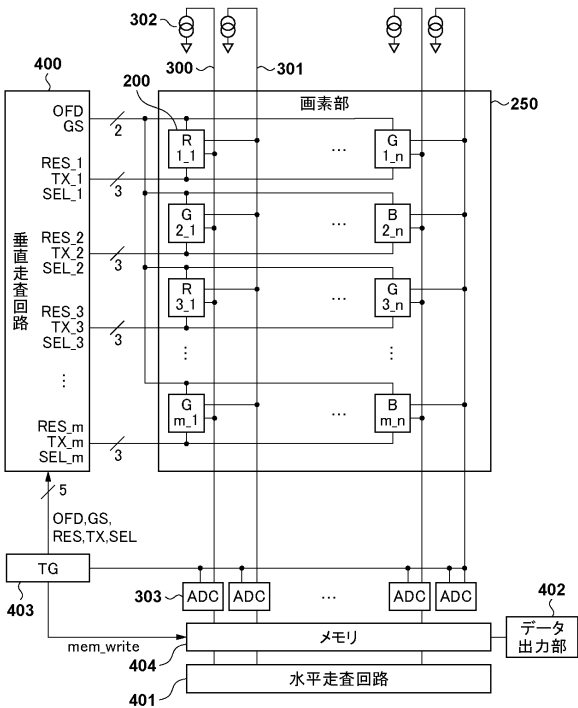 302
400
300
301
200
画素部
250
OFD
GS
2
R
1_1
…
G
1_n
RES_1
TX_1
SEL_1
3
G
2_1
…
B
2_n
垂直走査回路
RES_2
TX_2
SEL_2
3
R
3_1
…
G
3_n
RES_3
TX_3
SEL_3
3
⋮
⋮
⋮
G
m_1
…
B
m_n
RES_m
TX_m
SEL_m
3
5
OFD,GS,
RES,TX,SEL
TG
403
303
ADC
ADC
…
ADC
ADC
402
データ
出力部
mem_write
メモリ
404
水平走査回路
401